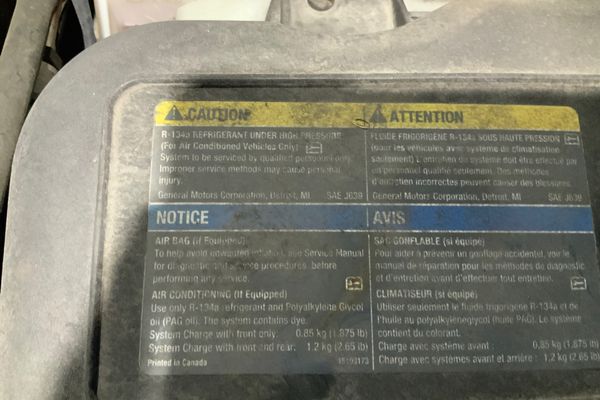 CAUTION
R-134a REFRIGERANT UNDER HIGH PRESSURE
(For Air Conditioned Vehicles Only)
System to be serviced by qualified personnel only.
Improper service methods may cause personal
injury.
General Motors Corporation, Detroit, MI SAE J639
NOTICE
AIR BAG (If Equipped)
To help avoid unwanted inflation use Service Manual
for diagnostic and service procedures before
performing any service.
AIR CONDITIONING (If Equipped)
Use only R-134a refrigerant and Polyalkylene Glycol
oil (PAG oil). The system contains dye.
System Charge with front only: 0.85 kg (1.875 lb)
System Charge with front and rear: 1.2 kg (2.65 lb)
Printed in Canada 15193173
ATTENTION
FLUIDE FRIGORIGÈNE R-134a SOUS HAUTE PRESSION
(pour les véhicules avec système de climatisation
seulement) L'entretien du système doit être effectué par
un personnel qualifié seulement. Des méthodes
d'entretien incorrectes peuvent causer des blessures.
General Motors Corporation, Detroit, MI SAE J639
AVIS
SAC GONFLABLE (si équipé)
Pour aider à prévenir un gonflage accidentel, voir le
manuel de réparation pour les méthodes de diagnostic
et d'entretien avant d'effectuer tout entretien.
CLIMATISEUR (si équipé)
Utiliser seulement le fluide frigorigène R-134a et de
l'huile au polyalkylèneglycol (huile PAG). Le système
contient du colorant.
Charge avec système avant : 0,85 kg (1.875 lb)
Charge avec systèmes avant et arrière : 1,2 kg (2.65 lb)